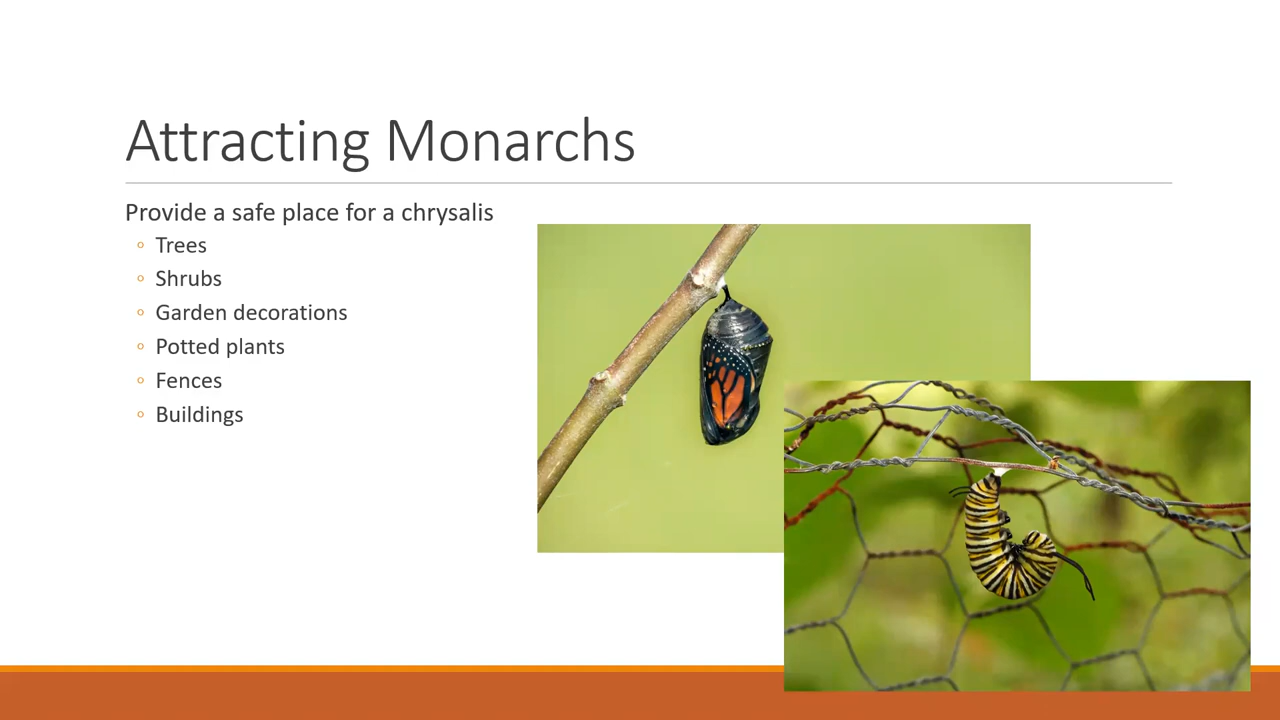 Attracting Monarchs
Provide a safe place for a chrysalis
◦ Trees
◦ Shrubs
◦ Garden decorations
◦ Potted plants
◦ Fences
◦ Buildings